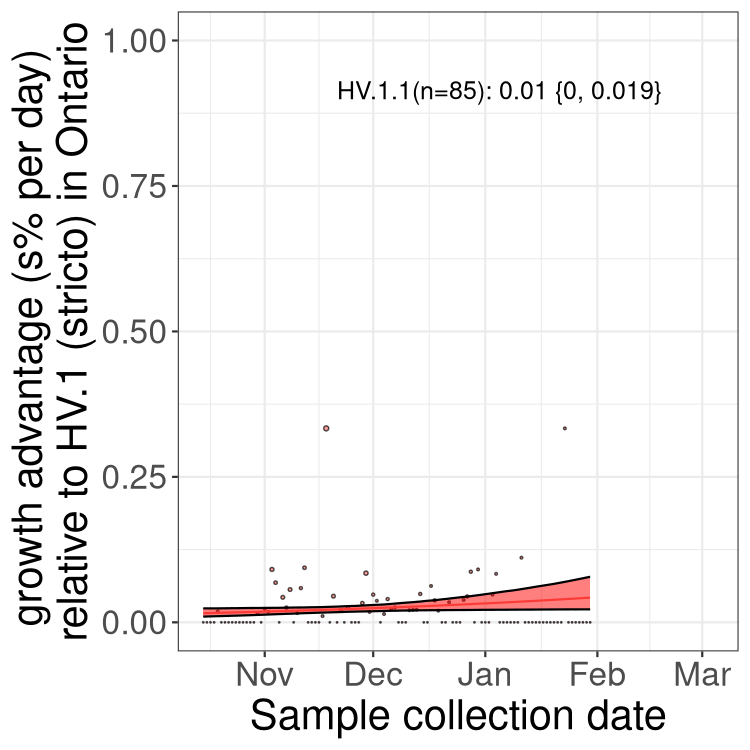 growth advantage (s% per day)
relative to HV.1 (stricto) in Ontario
1.00
0.75
0.50
0.25
0.00
HV.1.1(n=85): 0.01 {0, 0.019}
Nov Dec Jan Feb Mar
Sample collection date